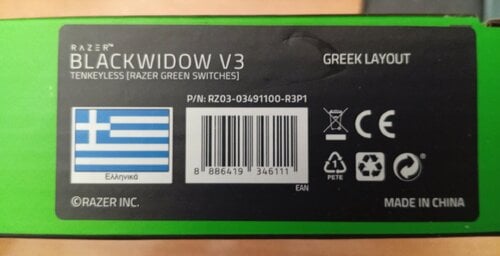 RAZER™
BLACKWIDOW V3
TENKEYLESS [RAZER GREEN SWITCHES]
GREEK LAYOUT
P/N: RZ03-03491100-R3P1
Ελληνικά
8 886419 346111
EAN
CE
1
PETE
©RAZER INC.
MADE IN CHINA